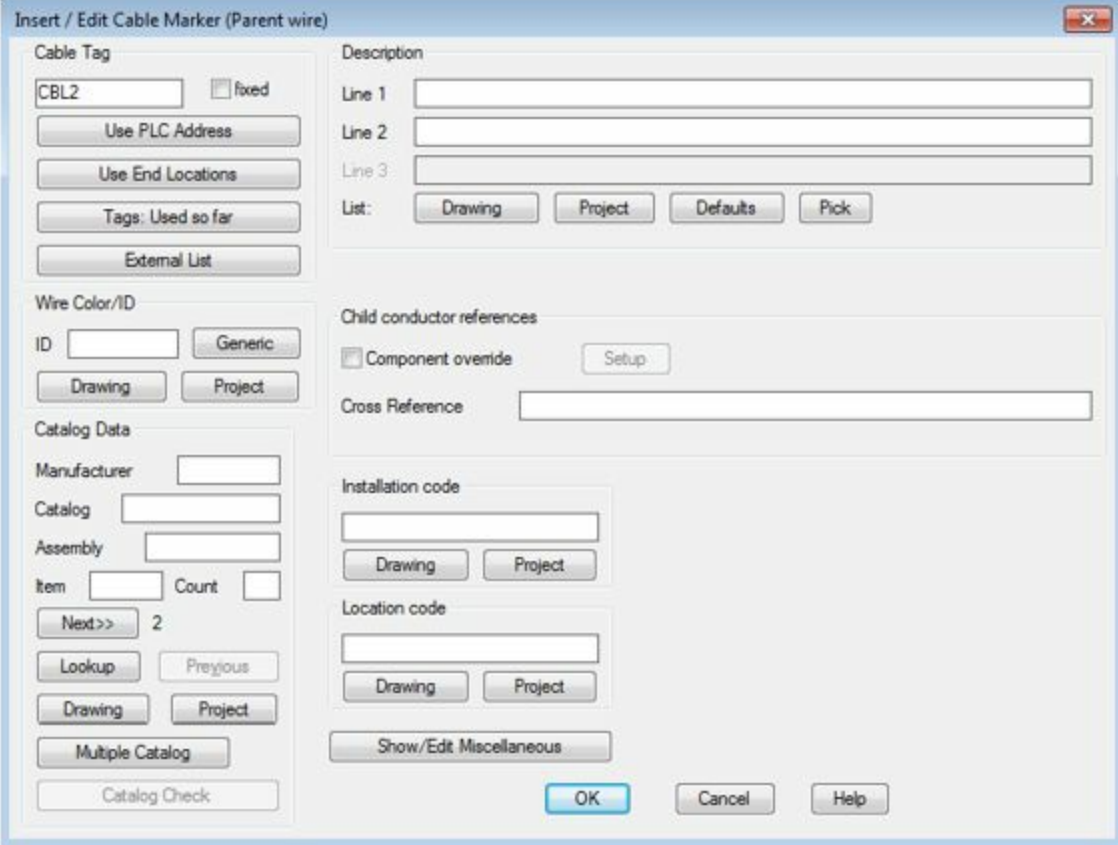 Insert / Edit Cable Marker (Parent wire)
Cable Tag
CBL2
fixed
Use PLC Address
Use End Locations
Tags: Used so far
External List
Description
Line 1
Line 2
Line 3
List:
Drawing
Project
Defaults
Pick
Wire Color/ID
ID
Generic
Drawing
Project
Child conductor references
Component override
Setup
Cross Reference
Catalog Data
Manufacturer
Catalog
Assembly
Item
Count
Next>>
2
Lookup
Previous
Drawing
Project
Multiple Catalog
Catalog Check
Installation code
Drawing
Project
Location code
Drawing
Project
Show/Edit Miscellaneous
OK
Cancel
Help